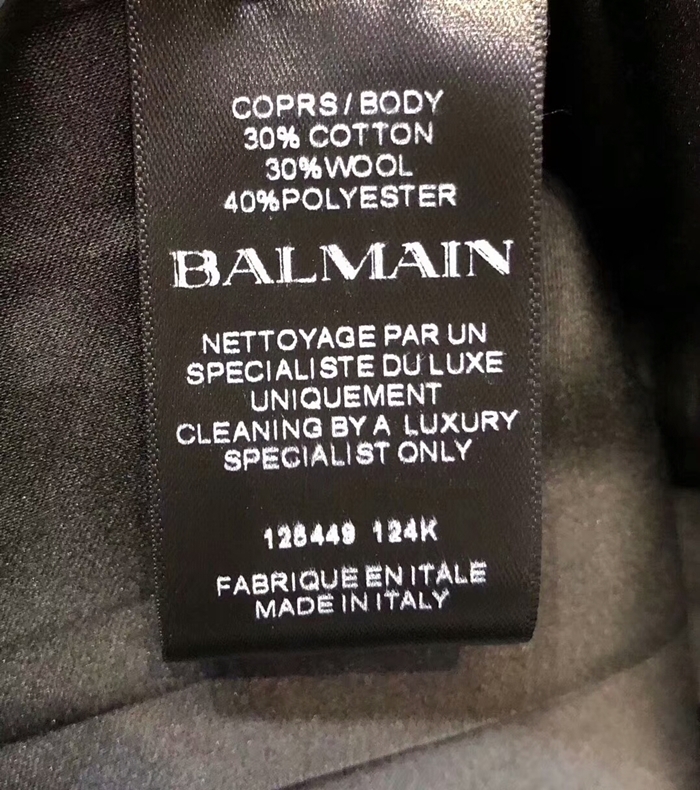 COPRS/BODY
30% COTTON
30%WOOL
40%POLYESTER
BALMAIN
NETTOYAGE PAR UN
SPECIALISTE DU LUXE
UNIQUEMENT
CLEANING BY A LUXURY
SPECIALIST ONLY
128449 124K
FABRIQUE EN ITALE
MADE IN ITALY